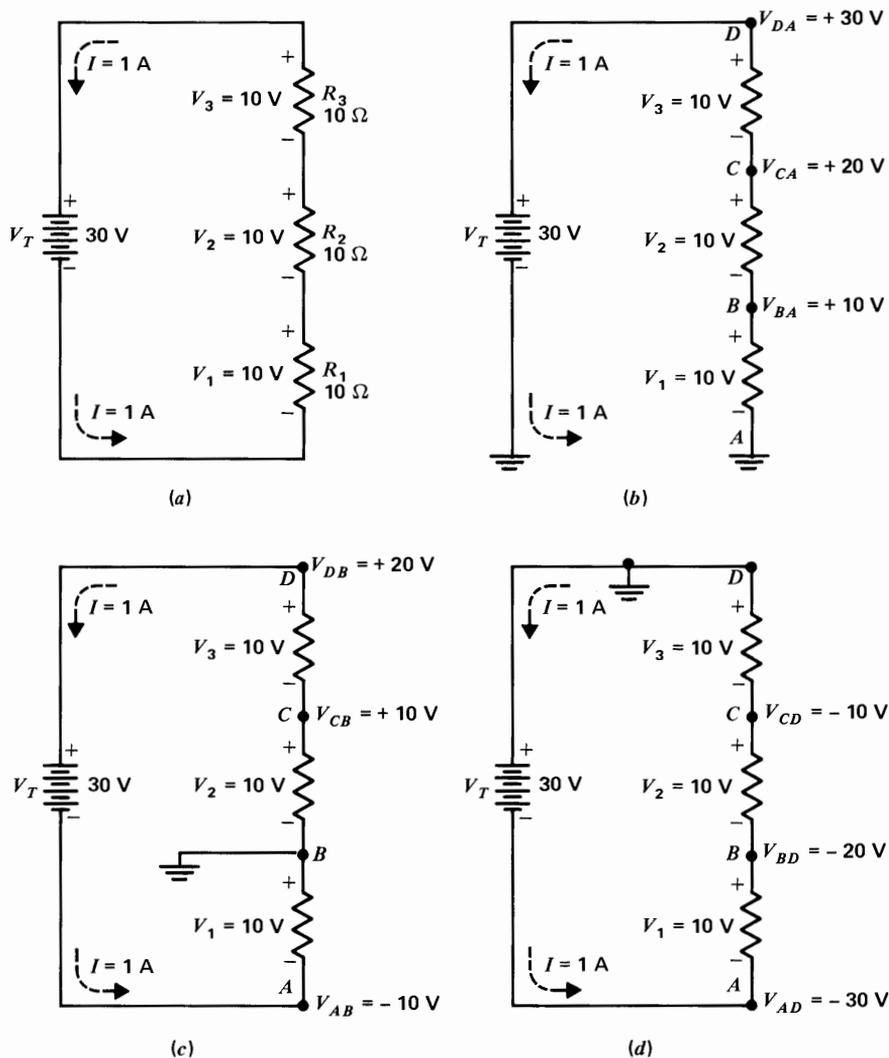 I = 1 A
+
V3 = 10 V
R3
10 Ω
−
+
VT
30 V
−
+
V2 = 10 V
R2
10 Ω
−
+
V1 = 10 V
R1
10 Ω
−
I = 1 A
(a)
D
VDA = + 30 V
I = 1 A
+
V3 = 10 V
−
C
VCA = + 20 V
+
VT
30 V
−
+
V2 = 10 V
−
B
VBA = + 10 V
+
V1 = 10 V
−
A
I = 1 A
(b)
D
VDB = + 20 V
I = 1 A
+
V3 = 10 V
−
C
VCB = + 10 V
+
VT
30 V
−
+
V2 = 10 V
−
B
+
V1 = 10 V
−
A
I = 1 A
VAB = − 10 V
(c)
D
I = 1 A
+
V3 = 10 V
−
C
VCD = − 10 V
+
VT
30 V
−
+
V2 = 10 V
−
B
VBD = − 20 V
+
V1 = 10 V
−
A
I = 1 A
VAD = − 30 V
(d)